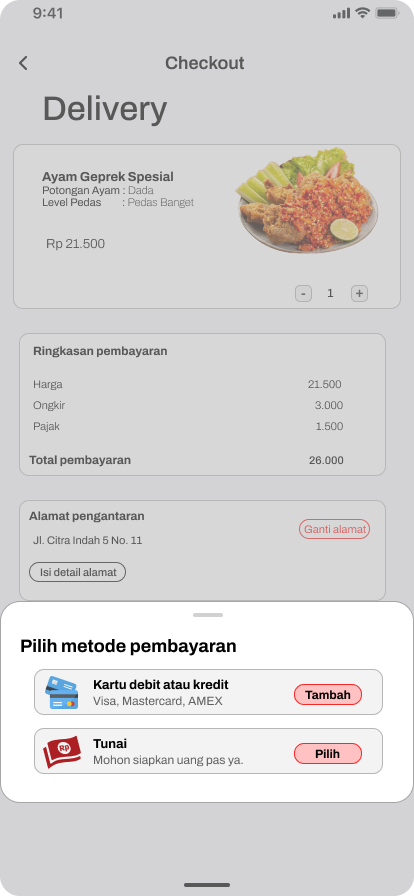 9:41
Checkout
Delivery
Ayam Geprek Spesial
Potongan Ayam : Dada
Level Pedas : Pedas Banget
Rp 21.500
- 1 +
Ringkasan pembayaran
Harga 21.500
Ongkir 3.000
Pajak 1.500
Total pembayaran 26.000
Alamat pengantaran
Ganti alamat
Jl. Citra Indah 5 No. 11
Isi detail alamat
Pilih metode pembayaran
Kartu debit atau kredit
Visa, Mastercard, AMEX
Tambah
RP
Tunai
Mohon siapkan uang pas ya.
Pilih